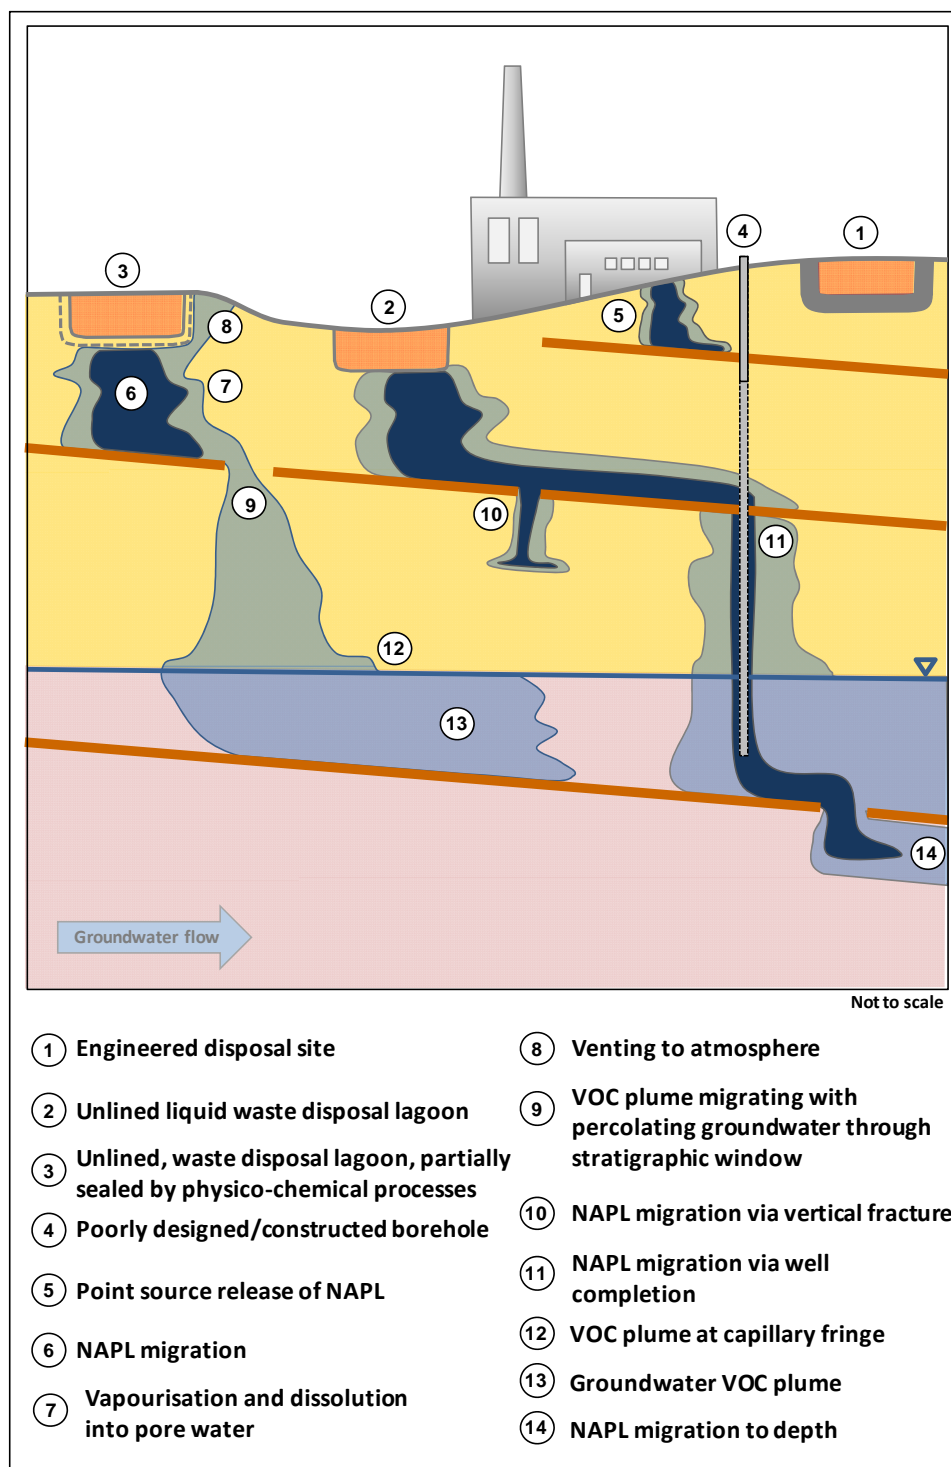 4
1
3
2
5
8
7
6
9
10
11
12
13
14
Groundwater flow
Not to scale
1 Engineered disposal site
2 Unlined liquid waste disposal lagoon
3 Unlined, waste disposal lagoon, partially
sealed by physico-chemical processes
4 Poorly designed/constructed borehole
5 Point source release of NAPL
6 NAPL migration
7 Vapourisation and dissolution
into pore water
8 Venting to atmosphere
9 VOC plume migrating with
percolating groundwater through
stratigraphic window
10 NAPL migration via vertical fracture
11 NAPL migration via well
completion
12 VOC plume at capillary fringe
13 Groundwater VOC plume
14 NAPL migration to depth